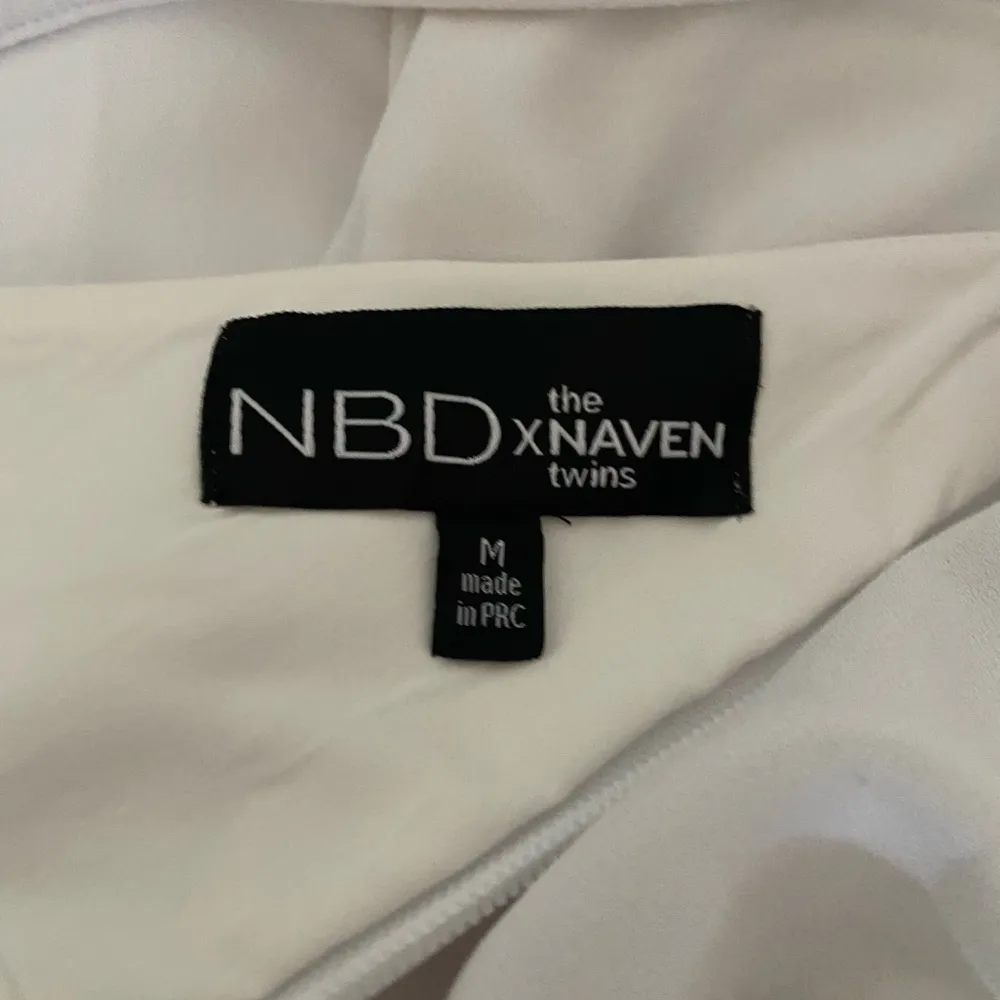 NBD x the NAVEN twins
M
made
in PRC